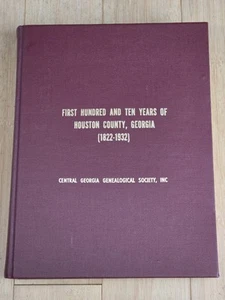 FIRST HUNDRED AND TEN YEARS OF
HOUSTON COUNTY, GEORGIA
(1822-1932)
CENTRAL GEORGIA GENEALOGICAL SOCIETY, INC